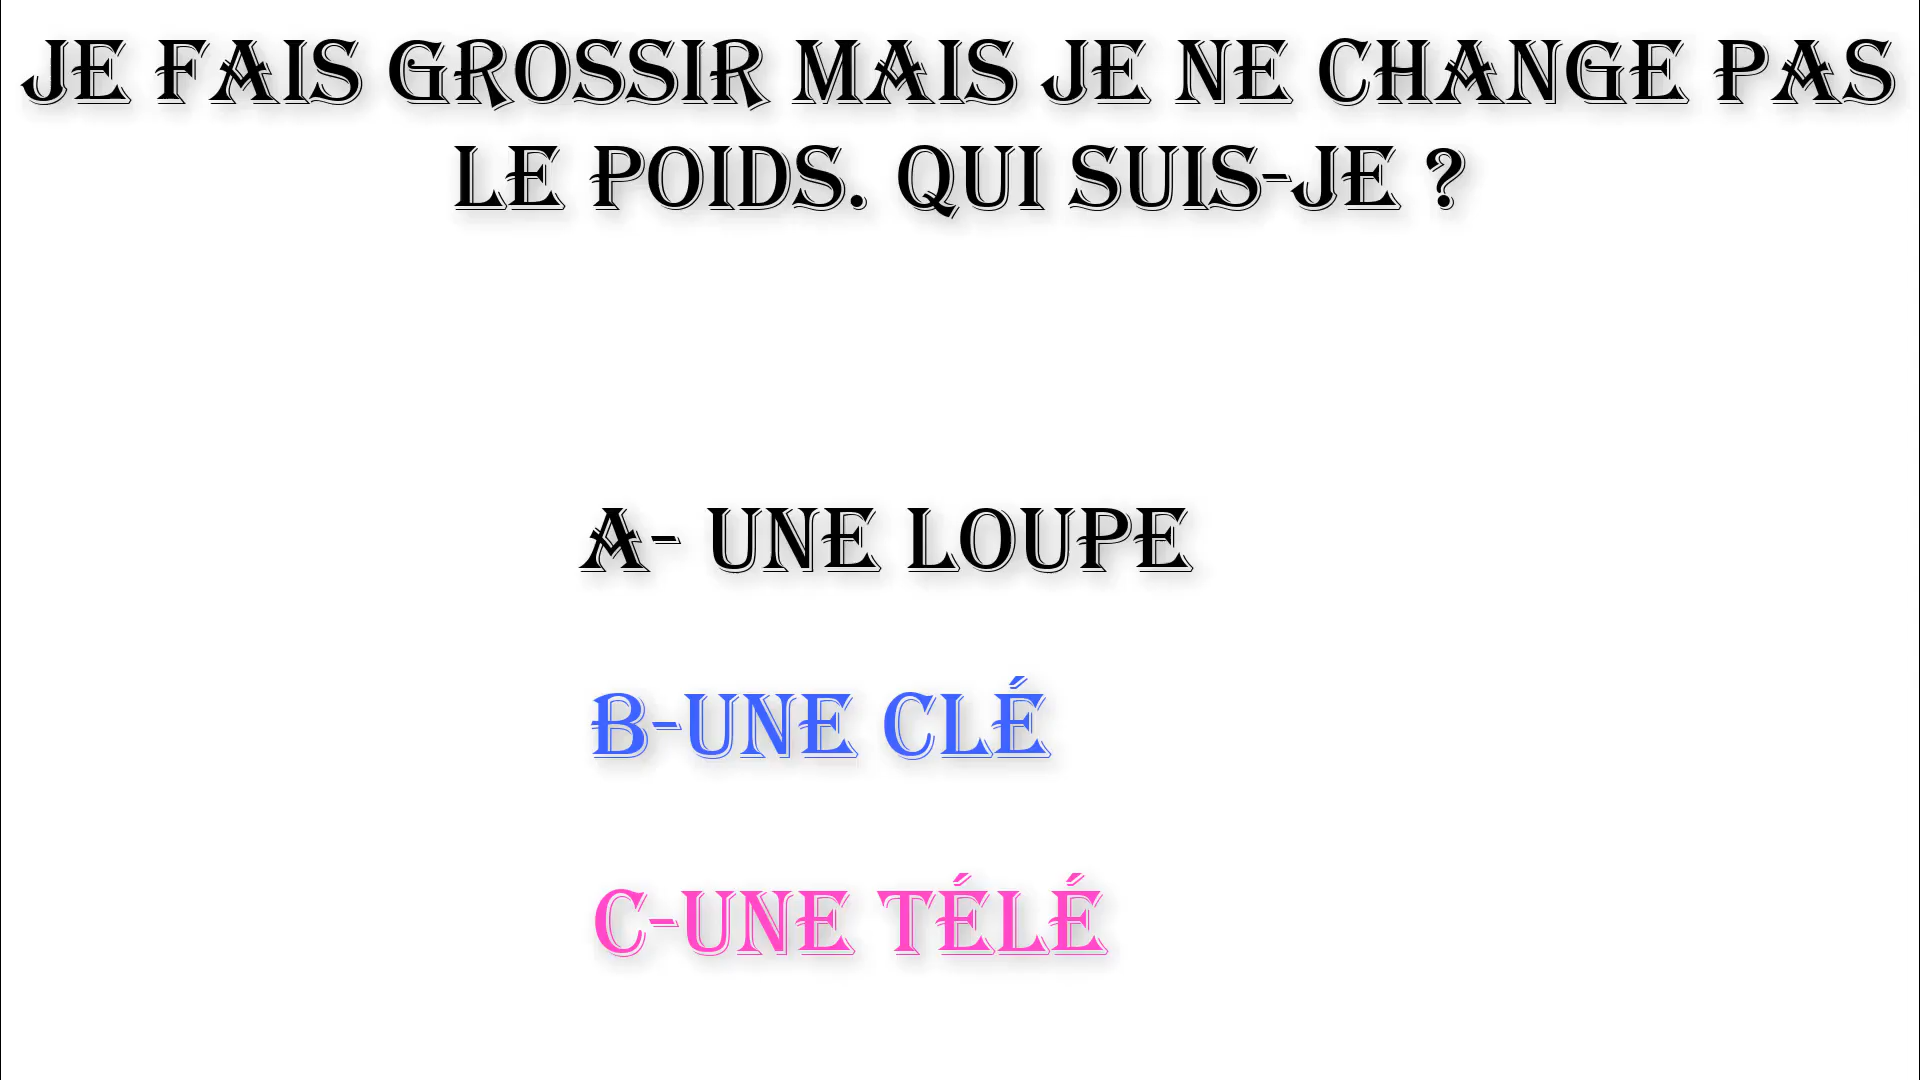 JE FAIS GROSSIR MAIS JE NE CHANGE PAS
LE POIDS. QUI SUIS-JE ?
A- UNE LOUPE
B-UNE CLÉ
C-UNE TÉLÉ